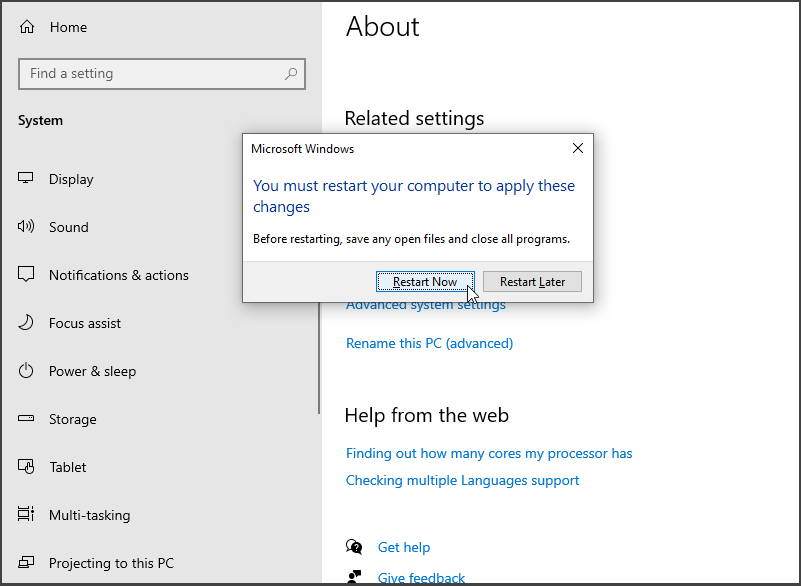 Home
Find a setting
System
Display
Sound
Notifications & actions
Focus assist
Power & sleep
Storage
Tablet
Multi-tasking
Projecting to this PC
About
Related settings
Microsoft Windows
You must restart your computer to apply these
changes
Before restarting, save any open files and close all programs.
Restart Now
Restart Later
Advanced system settings
Rename this PC (advanced)
Help from the web
Finding out how many cores my processor has
Checking multiple Languages support
Get help
Give feedback